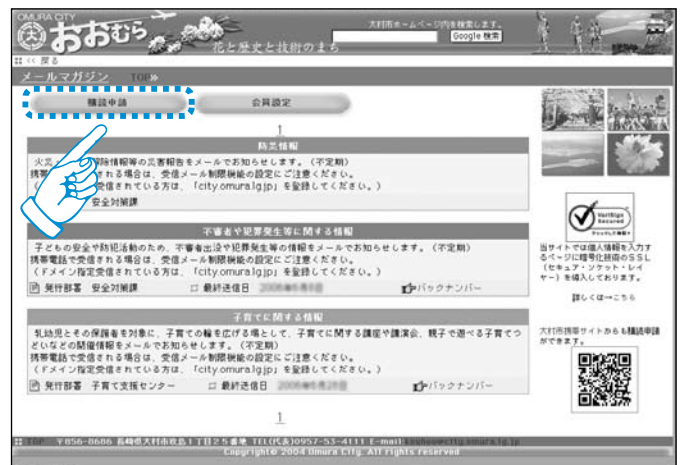 OMURA CITY
おおむら
花と歴史と技術のまち
大村市ホームページ内を検索します。
Google 検索
<< 戻る
メールマガジン TOP»
購読申請
会員設定
1
防災情報
火災
解除情報等の災害報告をメールでお知らせします。(不定期)
携帯電
される場合は、受信メール制限機能の設定にご注意ください。
受信されている方は、「city.omura.lg.jp」を登録してください。)
安全対策課
不審者や犯罪発生等に関する情報
子どもの安全や防犯活動のため、不審者出没や犯罪発生等の情報をメールでお知らせします。(不定期)
携帯電話で受信される場合は、受信メール制限機能の設定にご注意ください。
(ドメイン指定受信されている方は、「city.omura.lg.jp」を登録してください。)
発行部署 安全対策課 最終送信日 バックナンバー
子育てに関する情報
乳幼児とその保護者を対象に、子育ての輪を広げる場として、子育てに関する講座や講演会、親子で遊べる子育てつ
どいなどの開催情報をメールでお知らせします。(不定期)
携帯電話で受信される場合は、受信メール制限機能の設定にご注意ください。
(ドメイン指定受信されている方は、「city.omura.lg.jp」を登録してください。)
発行部署 子育て支援センター 最終送信日 バックナンバー
1
VeriSign
Secured
当サイトでは個人情報を入力す
るページに暗号化技術のSSL
(セキュア・ソケット・レイ
ヤー)を導入しております。
詳しくは→こちら
大村市携帯サイトからも購読申請
ができます。
TOP 〒856-8686 長崎県大村市玖島1丁目25番地 TEL(代表)0957-53-4111 E-mail
Copyright© 2004 Omura City. All rights reserved